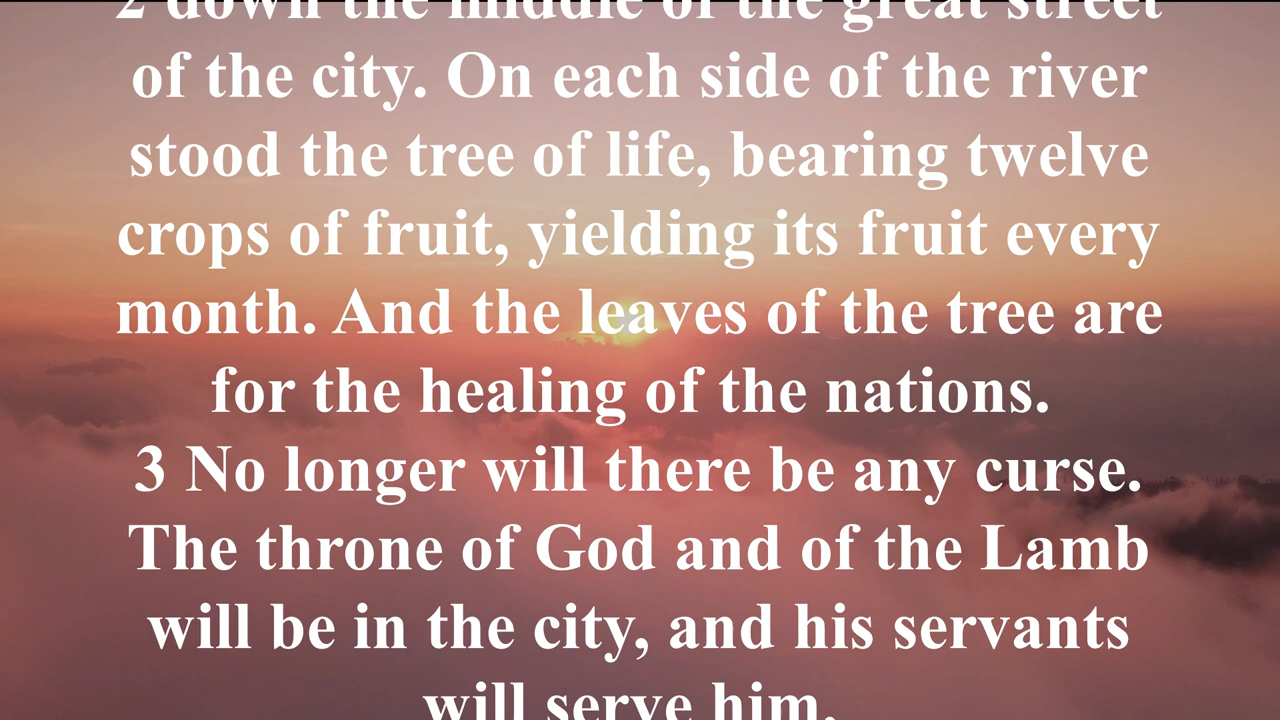 2 down the middle of the great street
of the city. On each side of the river
stood the tree of life, bearing twelve
crops of fruit, yielding its fruit every
month. And the leaves of the tree are
for the healing of the nations.
3 No longer will there be any curse.
The throne of God and of the Lamb
will be in the city, and his servants
will serve him.